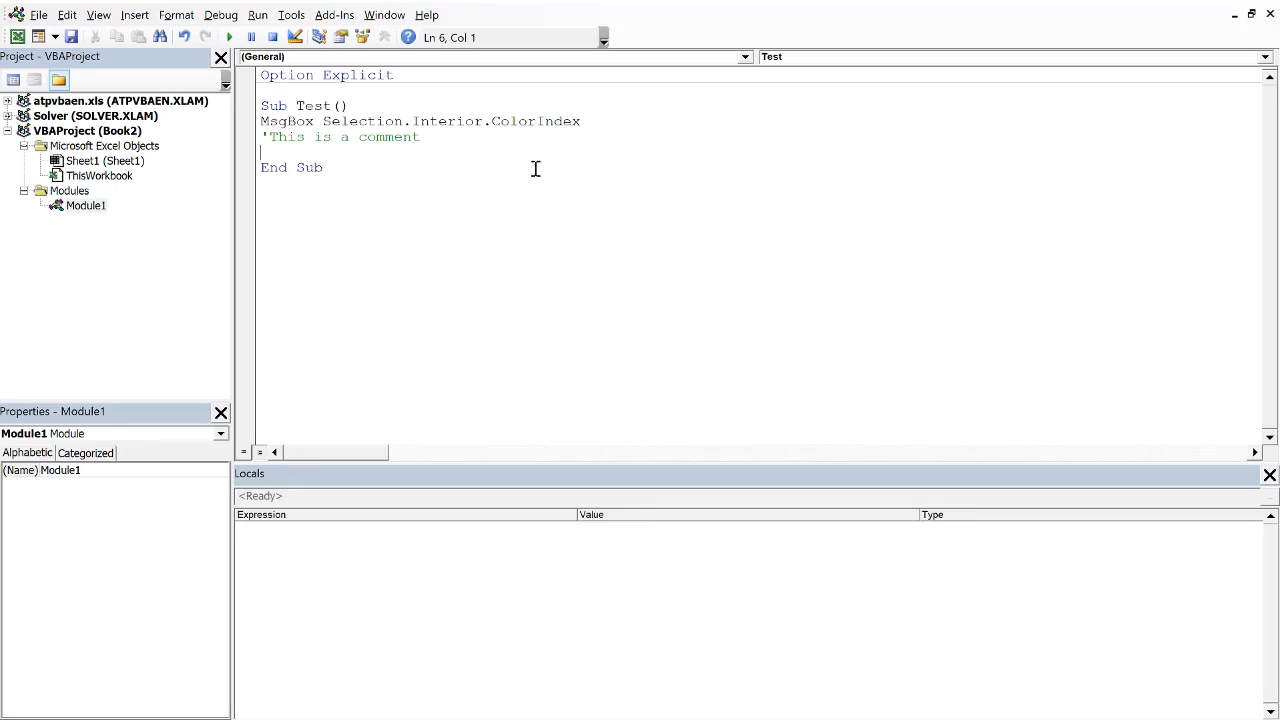 File Edit View Insert Format Debug Run Tools Add-Ins Window Help
Ln 6, Col 1
Project - VBAProject
atpvbaen.xls (ATPVBAEN.XLAM)
Solver (SOLVER.XLAM)
VBAProject (Book2)
Microsoft Excel Objects
Sheet1 (Sheet1)
ThisWorkbook
Modules
Module1
Properties - Module1
Module1 Module
Alphabetic Categorized
(Name) Module1
(General) Test
Option Explicit
Sub Test()
MsgBox Selection.Interior.ColorIndex
'This is a comment
End Sub
Locals
<Ready>
Expression Value Type